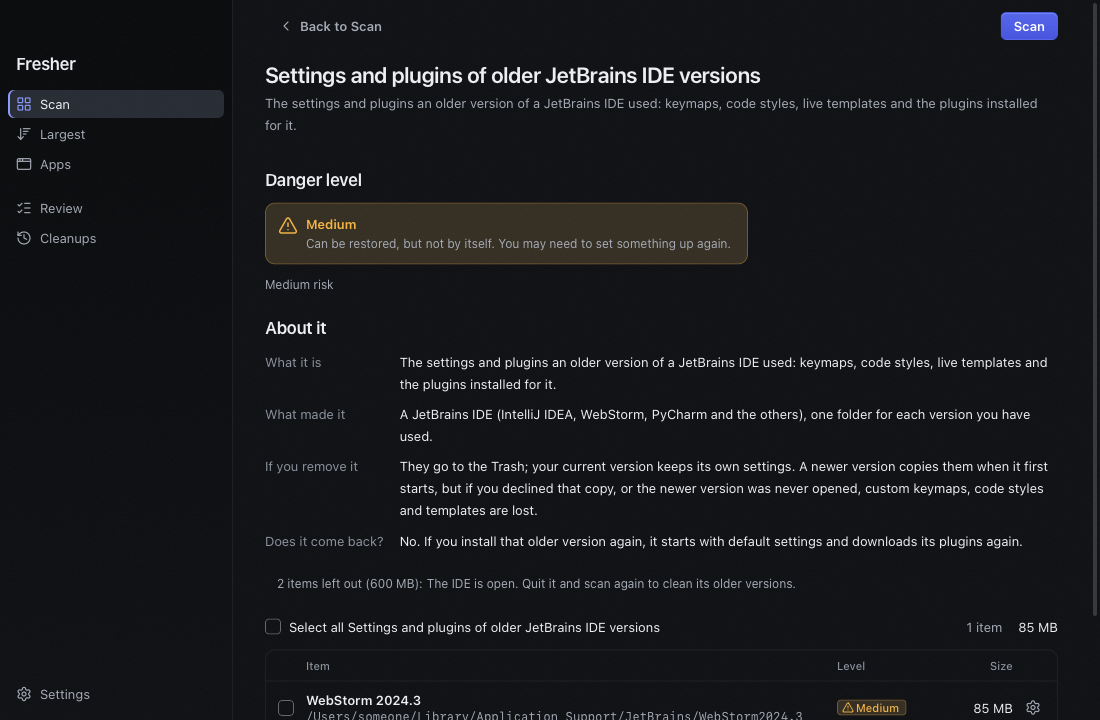 Back to Scan
Scan
Fresher
Scan
Largest
Apps
Review
Cleanups
Settings
Settings and plugins of older JetBrains IDE versions
The settings and plugins an older version of a JetBrains IDE used: keymaps, code styles, live templates and the plugins installed
for it.
Danger level
Medium
Can be restored, but not by itself. You may need to set something up again.
Medium risk
About it
What it is
The settings and plugins an older version of a JetBrains IDE used: keymaps, code styles, live templates and
the plugins installed for it.
What made it
A JetBrains IDE (IntelliJ IDEA, WebStorm, PyCharm and the others), one folder for each version you have
used.
If you remove it
They go to the Trash; your current version keeps its own settings. A newer version copies them when it first
starts, but if you declined that copy, or the newer version was never opened, custom keymaps, code styles
and templates are lost.
Does it come back?
No. If you install that older version again, it starts with default settings and downloads its plugins again.
2 items left out (600 MB): The IDE is open. Quit it and scan again to clean its older versions.
Select all Settings and plugins of older JetBrains IDE versions
1 item
85 MB
Item
Level
Size
WebStorm 2024.3
/Users/someone/Library/Application Support/JetBrains/WebStorm2024.3
Medium
85 MB